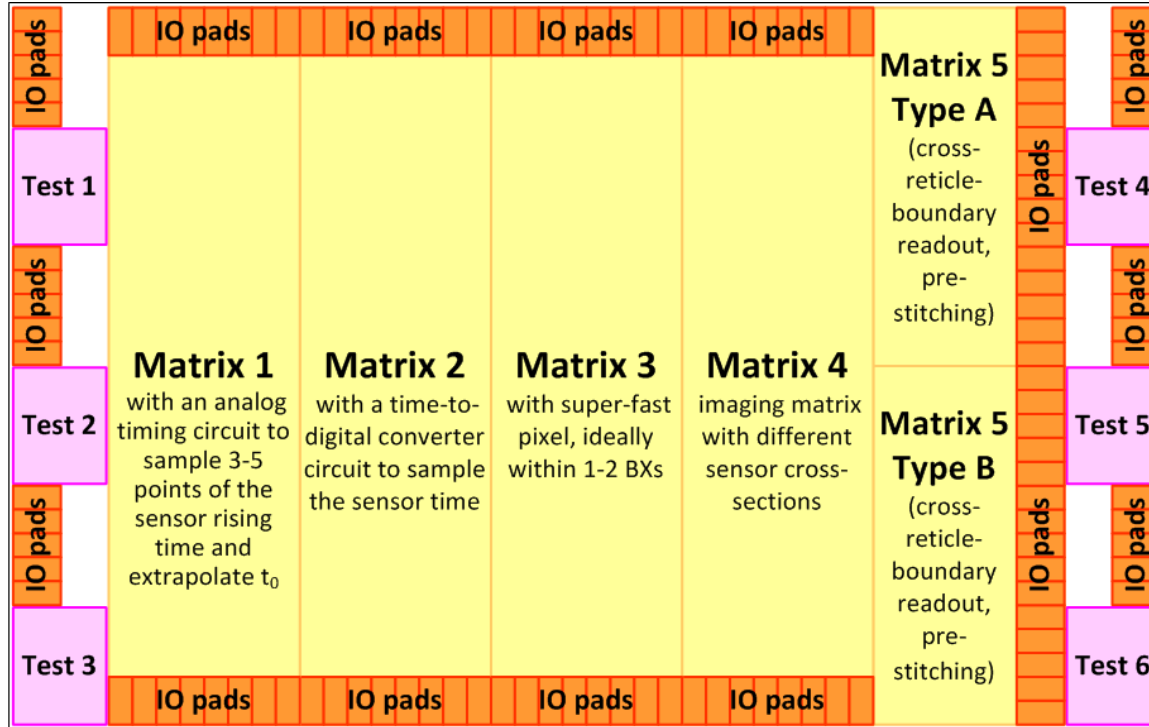 IO pads
Test 1
IO pads
Test 2
IO pads
Test 3
IO pads
IO pads
IO pads
IO pads
Matrix 1
with an analog
timing circuit to
sample 3-5
points of the
sensor rising
time and
extrapolate t₀
Matrix 2
with a time-to-
digital converter
circuit to sample
the sensor time
Matrix 3
with super-fast
pixel, ideally
within 1-2 BXs
Matrix 4
imaging matrix
with different
sensor cross-
sections
IO pads
IO pads
IO pads
IO pads
Matrix 5
Type A
(cross-
reticle-
boundary
readout,
pre-
stitching)
Matrix 5
Type B
(cross-
reticle-
boundary
readout,
pre-
stitching)
IO pads
IO pads
IO pads
Test 4
IO pads
Test 5
IO pads
Test 6